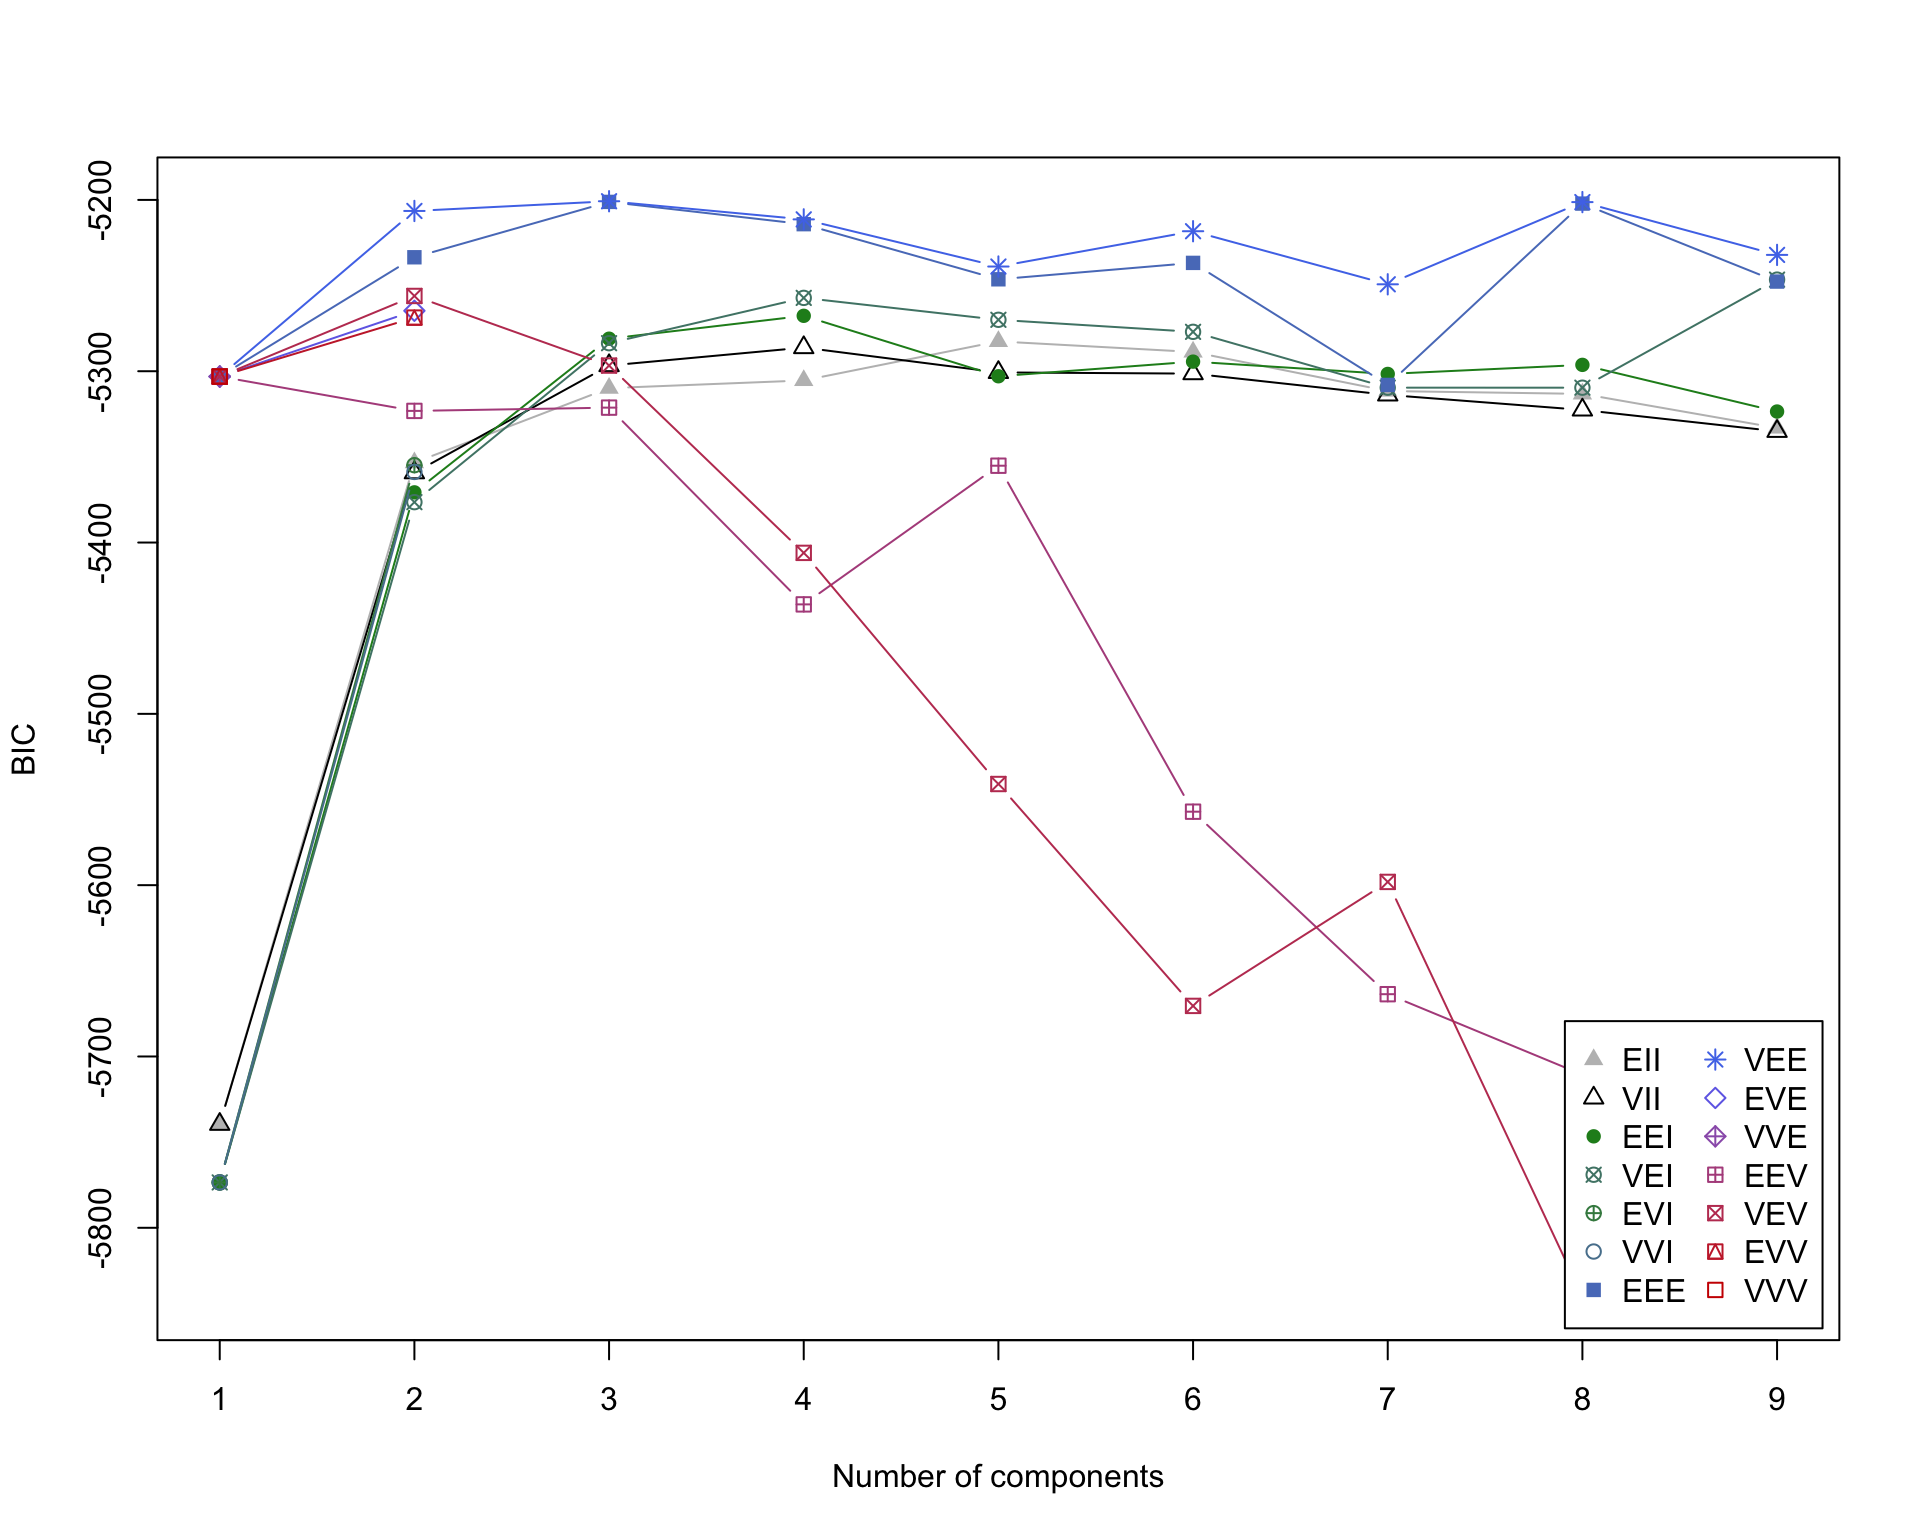 -5200
-5300
-5400
-5500
-5600
-5700
-5800
BIC
EII VEE
VII EVE
EEI VVE
VEI EEV
EVI VEV
VVI EVV
EEE VVV
1 2 3 4 5 6 7 8 9
Number of components